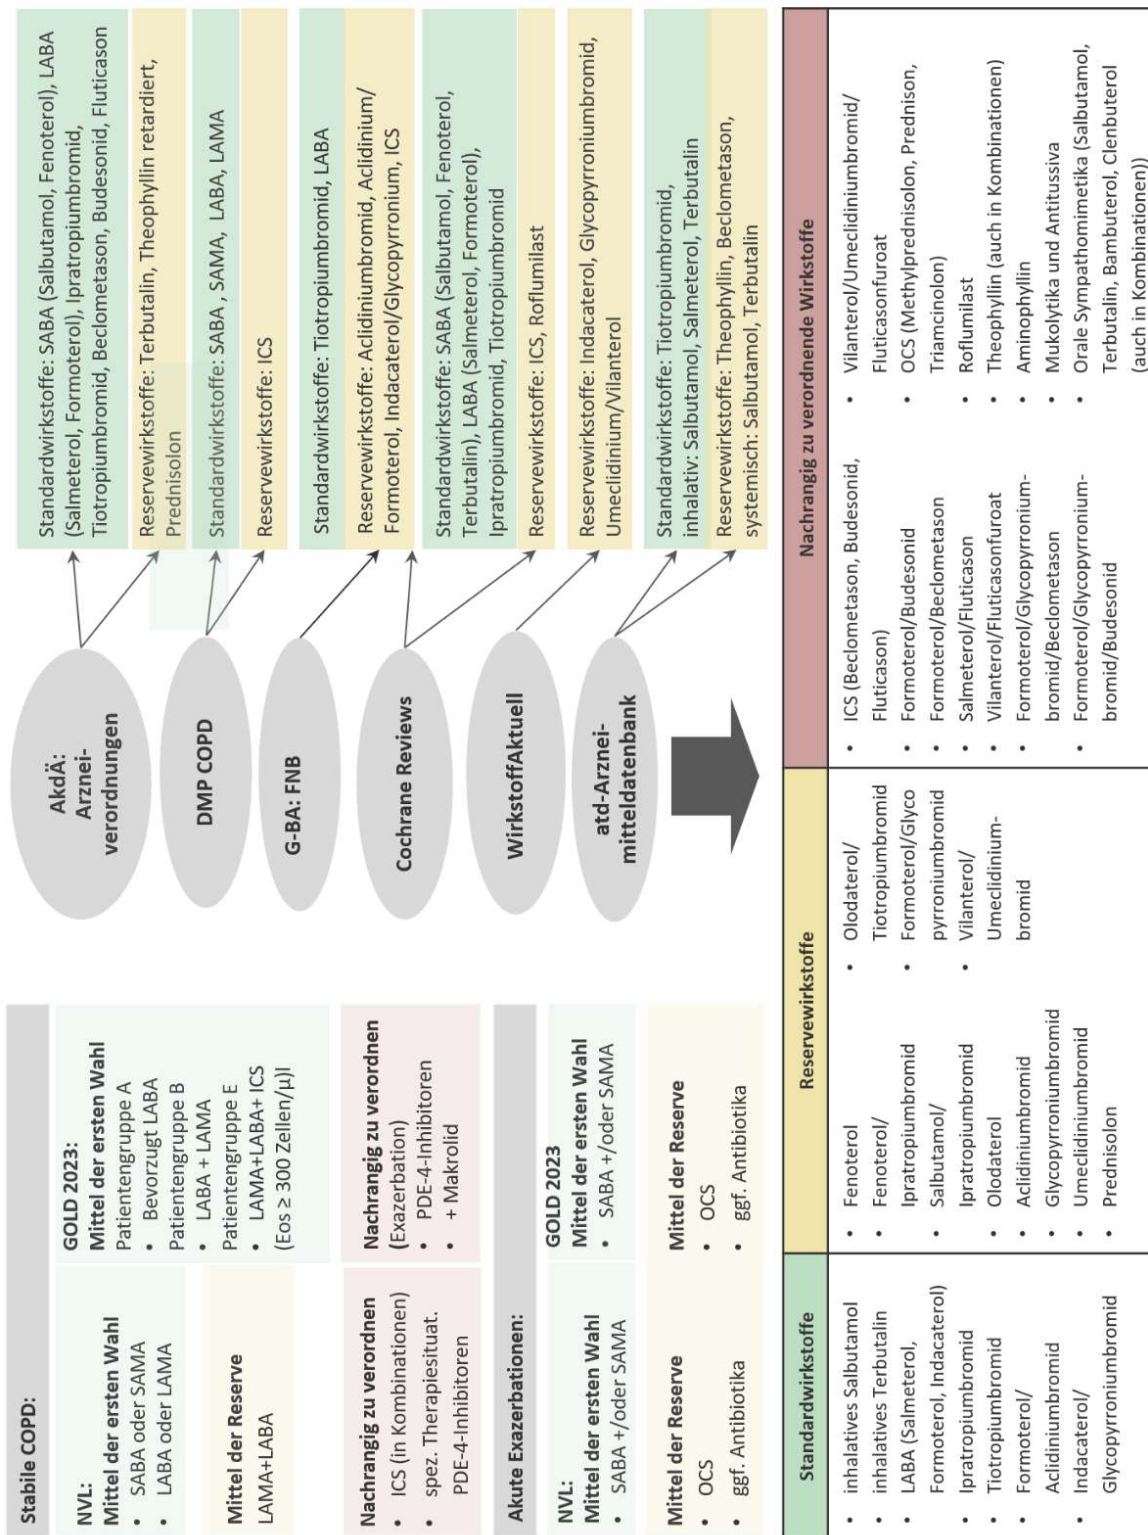 Stabile COPD:
NVL:
Mittel der ersten Wahl
• SABA oder SAMA
• LABA oder LAMA
Mittel der Reserve
LAMA+LABA
Nachrangig zu verordnen
• ICS (in Kombinationen)
• spez. Therapiesituat.
PDE-4-Inhibitoren
GOLD 2023:
Mittel der ersten Wahl
Patientengruppe A
• Bevorzugt LABA
Patientengruppe B
• LABA + LAMA
Patientengruppe E
• LAMA+LABA+ ICS
(Eos ≥ 300 Zellen/µ)l
Nachrangig zu verordnen
(Exazerbation)
• PDE-4-Inhibitoren
• + Makrolid
Akute Exazerbationen:
NVL:
Mittel der ersten Wahl
• SABA +/oder SAMA
Mittel der Reserve
• OCS
• ggf. Antibiotika
GOLD 2023
Mittel der ersten Wahl
• SABA +/oder SAMA
Mittel der Reserve
• OCS
• ggf. Antibiotika
AkdÄ:
Arznei-
verordnungen
Standardwirkstoffe: SABA (Salbutamol, Fenoterol), LABA
(Salmeterol, Formoterol), Ipratropiumbromid,
Tiotropiumbromid, Beclometason, Budesonid, Fluticason
Reservewirkstoffe: Terbutalin, Theophyllin retardiert,
Prednisolon
DMP COPD
Standardwirkstoffe: SABA , SAMA, LABA, LAMA
Reservewirkstoffe: ICS
G-BA: FNB
Standardwirkstoffe: Tiotropiumbromid, LABA
Reservewirkstoffe: Aclidiniumbromid, Aclidinium/
Formoterol, Indacaterol/Glycopyrronium, ICS
Cochrane Reviews
Standardwirkstoffe: SABA (Salbutamol, Fenoterol,
Terbutalin), LABA (Salmeterol, Formoterol),
Ipratropiumbromid, Tiotropiumbromid
Reservewirkstoffe: ICS, Roflumilast
WirkstoffAktuell
Reservewirkstoffe: Indacaterol, Glycopyrroniumbromid,
Umeclidinium/Vilanterol
atd-Arznei-
mitteldatenbank
Standardwirkstoffe: Tiotropiumbromid,
inhalativ: Salbutamol, Salmeterol, Terbutalin
Reservewirkstoffe: Theophyllin, Beclometason,
systemisch: Salbutamol, Terbutalin
Standardwirkstoffe
• inhalatives Salbutamol
• inhalatives Terbutalin
• LABA (Salmeterol,
Formoterol, Indacaterol)
• Ipratropiumbromid
• Tiotropiumbromid
• Formoterol/
Aclidiniumbromid
• Indacaterol/
Glycopyrroniumbromid
Reservewirkstoffe
• Fenoterol
• Fenoterol/
Ipratropiumbromid
• Salbutamol/
Ipratropiumbromid
• Olodaterol
• Aclidiniumbromid
• Glycopyrroniumbromid
• Umeclidiniumbromid
• Prednisolon
• Olodaterol/
Tiotropiumbromid
• Formoterol/Glyco
pyrroniumbromid
• Vilanterol/
Umeclidinium-
bromid
Nachrangig zu verordnende Wirkstoffe
• ICS (Beclometason, Budesonid,
Fluticason)
• Formoterol/Budesonid
• Formoterol/Beclometason
• Salmeterol/Fluticason
• Vilanterol/Fluticasonfuroat
• Formoterol/Glycopyrronium-
bromid/Beclometason
• Formoterol/Glycopyrronium-
bromid/Budesonid
• Vilanterol/Umeclidiniumbromid/
Fluticasonfuroat
• OCS (Methylprednisolon, Prednison,
Triamcinolon)
• Roflumilast
• Theophyllin (auch in Kombinationen)
• Aminophyllin
• Mukolytika und Antitussiva
• Orale Sympathomimetika (Salbutamol,
Terbutalin, Bambuterol, Clenbuterol
(auch in Kombinationen))